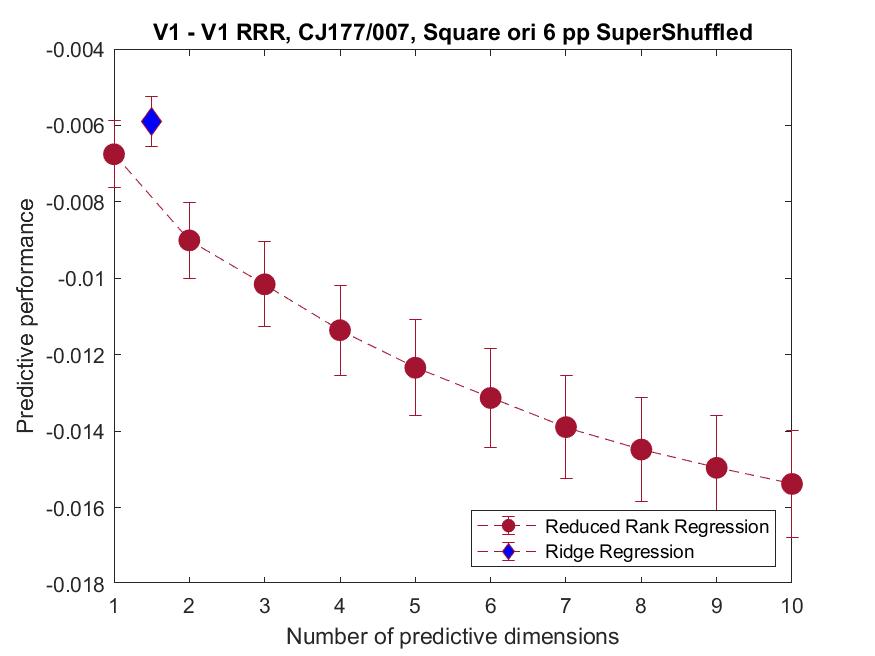 V1 - V1 RRR, CJ177/007, Square ori 6 pp SuperShuffled
Predictive performance
-0.004
-0.006
-0.008
-0.01
-0.012
-0.014
-0.016
-0.018
Reduced Rank Regression
Ridge Regression
1 2 3 4 5 6 7 8 9 10
Number of predictive dimensions